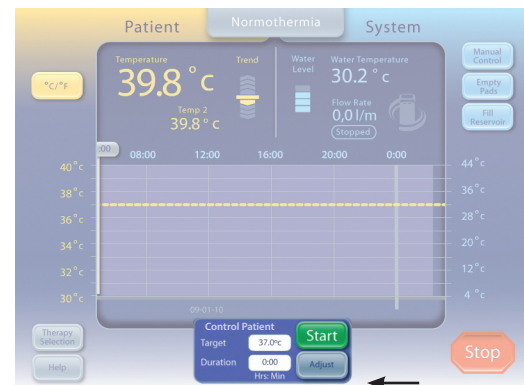 Patient
Normothermia
System
°C/°F
Temperature
39.8°c
Trend
Temp 2
39.8°c
Water
Level
Water Temperature
30.2°c
Flow Rate
0,0 l/m
Stopped
Manual
Control
Empty
Pads
Fill
Reservoir
:00
08:00
12:00
16:00
20:00
0:00
40°c
38°c
36°c
34°c
32°c
30°c
44°c
36°c
28°c
20°c
12°c
4°c
09-01-10
Therapy
Selection
Help
Control Patient
Target
37.0ºc
Duration
0:00
Hrs: Min
Start
Adjust
Stop